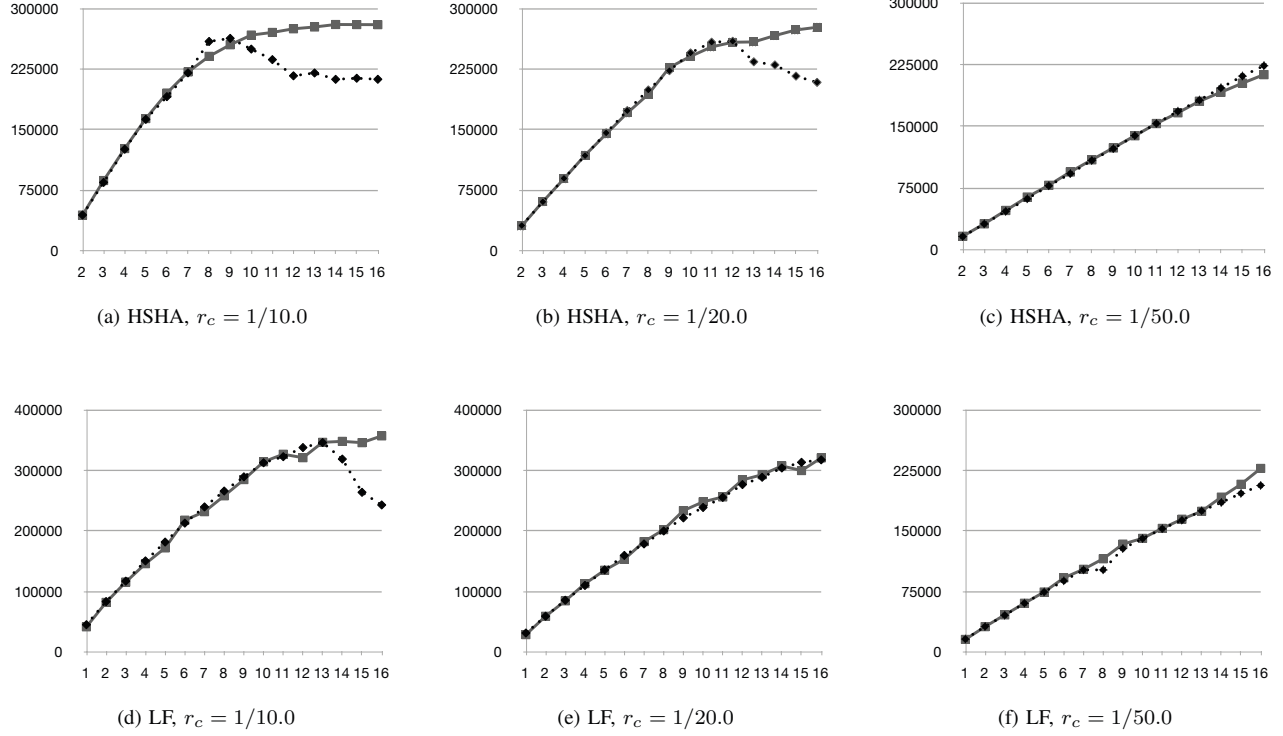 300000
225000
150000
75000
0
2 3 4 5 6 7 8 9 10 11 12 13 14 15 16
(a) HSHA, r_c = 1/10.0
300000
225000
150000
75000
0
2 3 4 5 6 7 8 9 10 11 12 13 14 15 16
(b) HSHA, r_c = 1/20.0
300000
225000
150000
75000
0
2 3 4 5 6 7 8 9 10 11 12 13 14 15 16
(c) HSHA, r_c = 1/50.0
400000
300000
200000
100000
0
1 2 3 4 5 6 7 8 9 10 11 12 13 14 15 16
(d) LF, r_c = 1/10.0
400000
300000
200000
100000
0
1 2 3 4 5 6 7 8 9 10 11 12 13 14 15 16
(e) LF, r_c = 1/20.0
300000
225000
150000
75000
0
1 2 3 4 5 6 7 8 9 10 11 12 13 14 15 16
(f) LF, r_c = 1/50.0